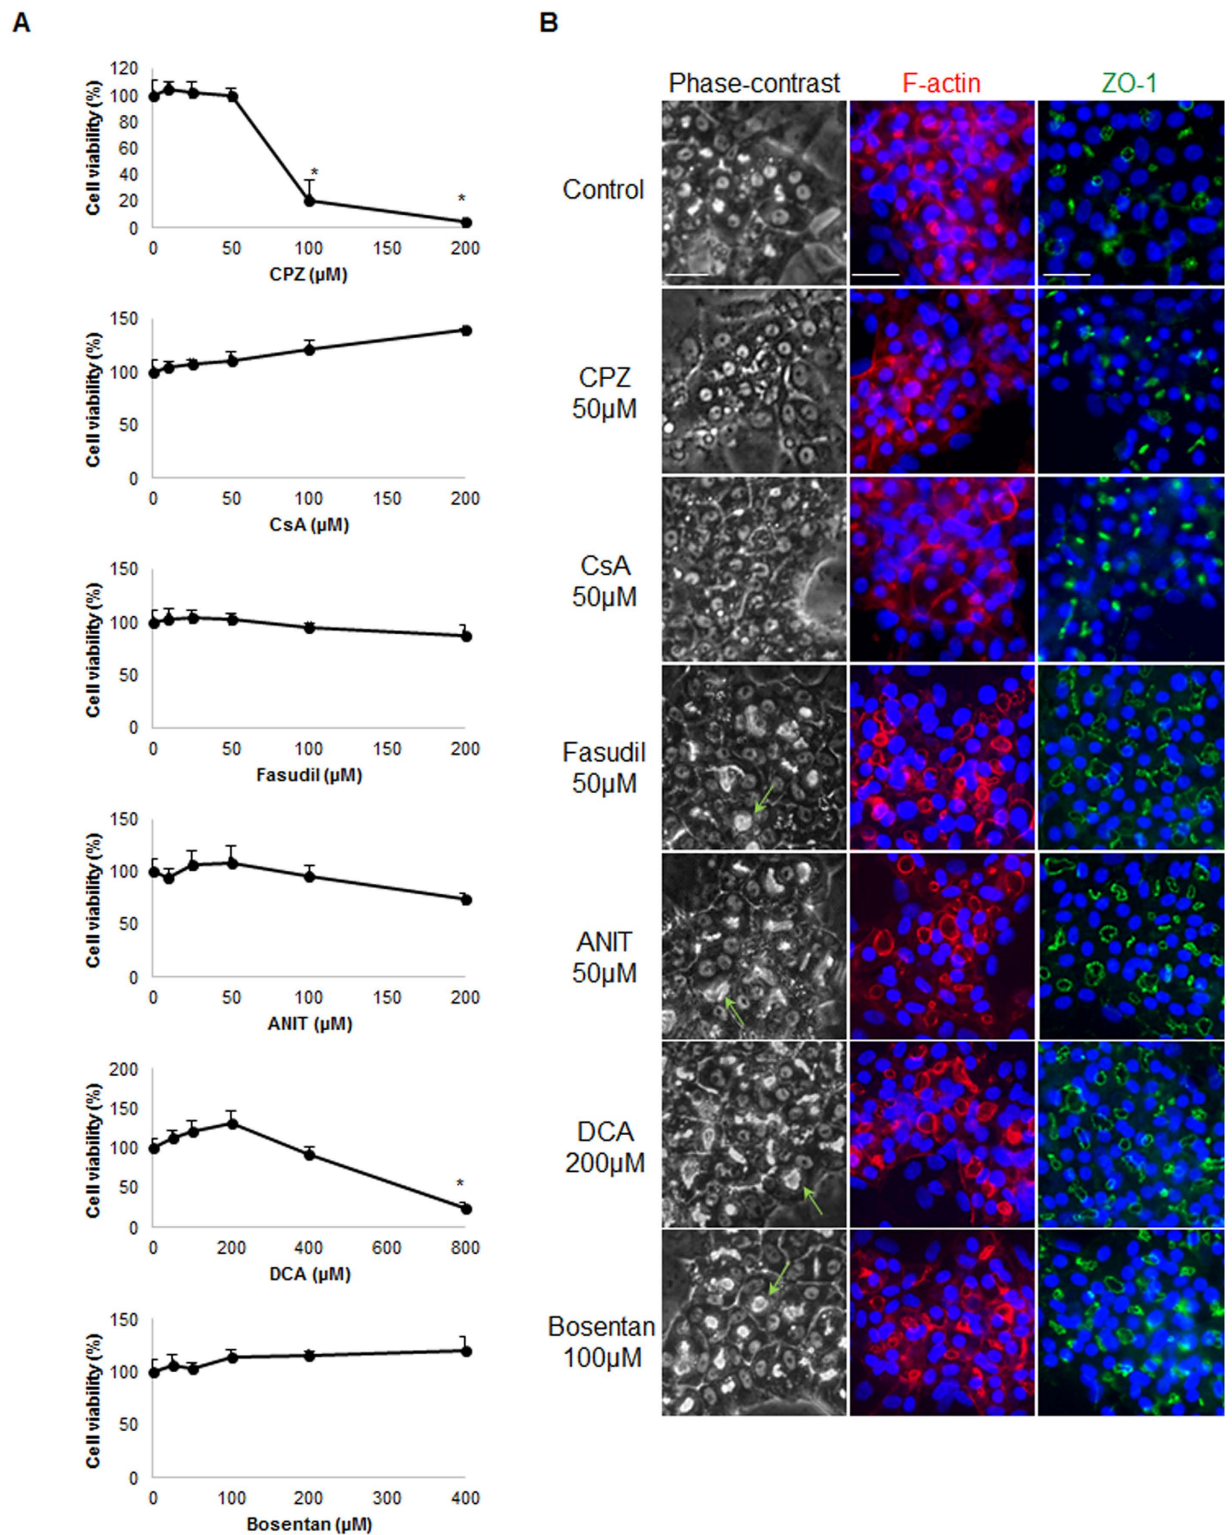 A
120
100
80
60
40
20
0
Cell viability (%)
*
*
0 50 100 150 200
CPZ (µM)
150
100
50
0
Cell viability (%)
0 50 100 150 200
CsA (µM)
150
100
50
0
Cell viability (%)
0 50 100 150 200
Fasudil (µM)
150
100
50
0
Cell viability (%)
0 50 100 150 200
ANIT (µM)
200
150
100
50
0
Cell viability (%)
*
0 200 400 600 800
DCA (µM)
150
100
50
0
Cell viability (%)
0 100 200 300 400
Bosentan (µM)
B
Phase-contrast F-actin ZO-1
Control
CPZ
50µM
CsA
50µM
Fasudil
50µM
ANIT
50µM
DCA
200µM
Bosentan
100µM